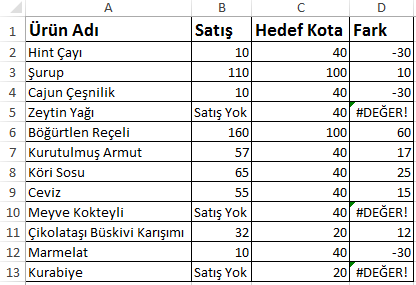 A B C D
1 Ürün Adı Satış Hedef Kota Fark
2 Hint Çayı 10 40 -30
3 Şurup 110 100 10
4 Cajun Çeşnilik 10 40 -30
5 Zeytin Yağı Satış Yok 40 #DEĞER!
6 Böğürtlen Reçeli 160 100 60
7 Kurutulmuş Armut 57 40 17
8 Köri Sosu 65 40 25
9 Ceviz 55 40 15
10 Meyve Kokteyli Satış Yok 40 #DEĞER!
11 Çikolataşı Büskivi Karışımı 32 20 12
12 Marmelat 10 40 -30
13 Kurabiye Satış Yok 20 #DEĞER!